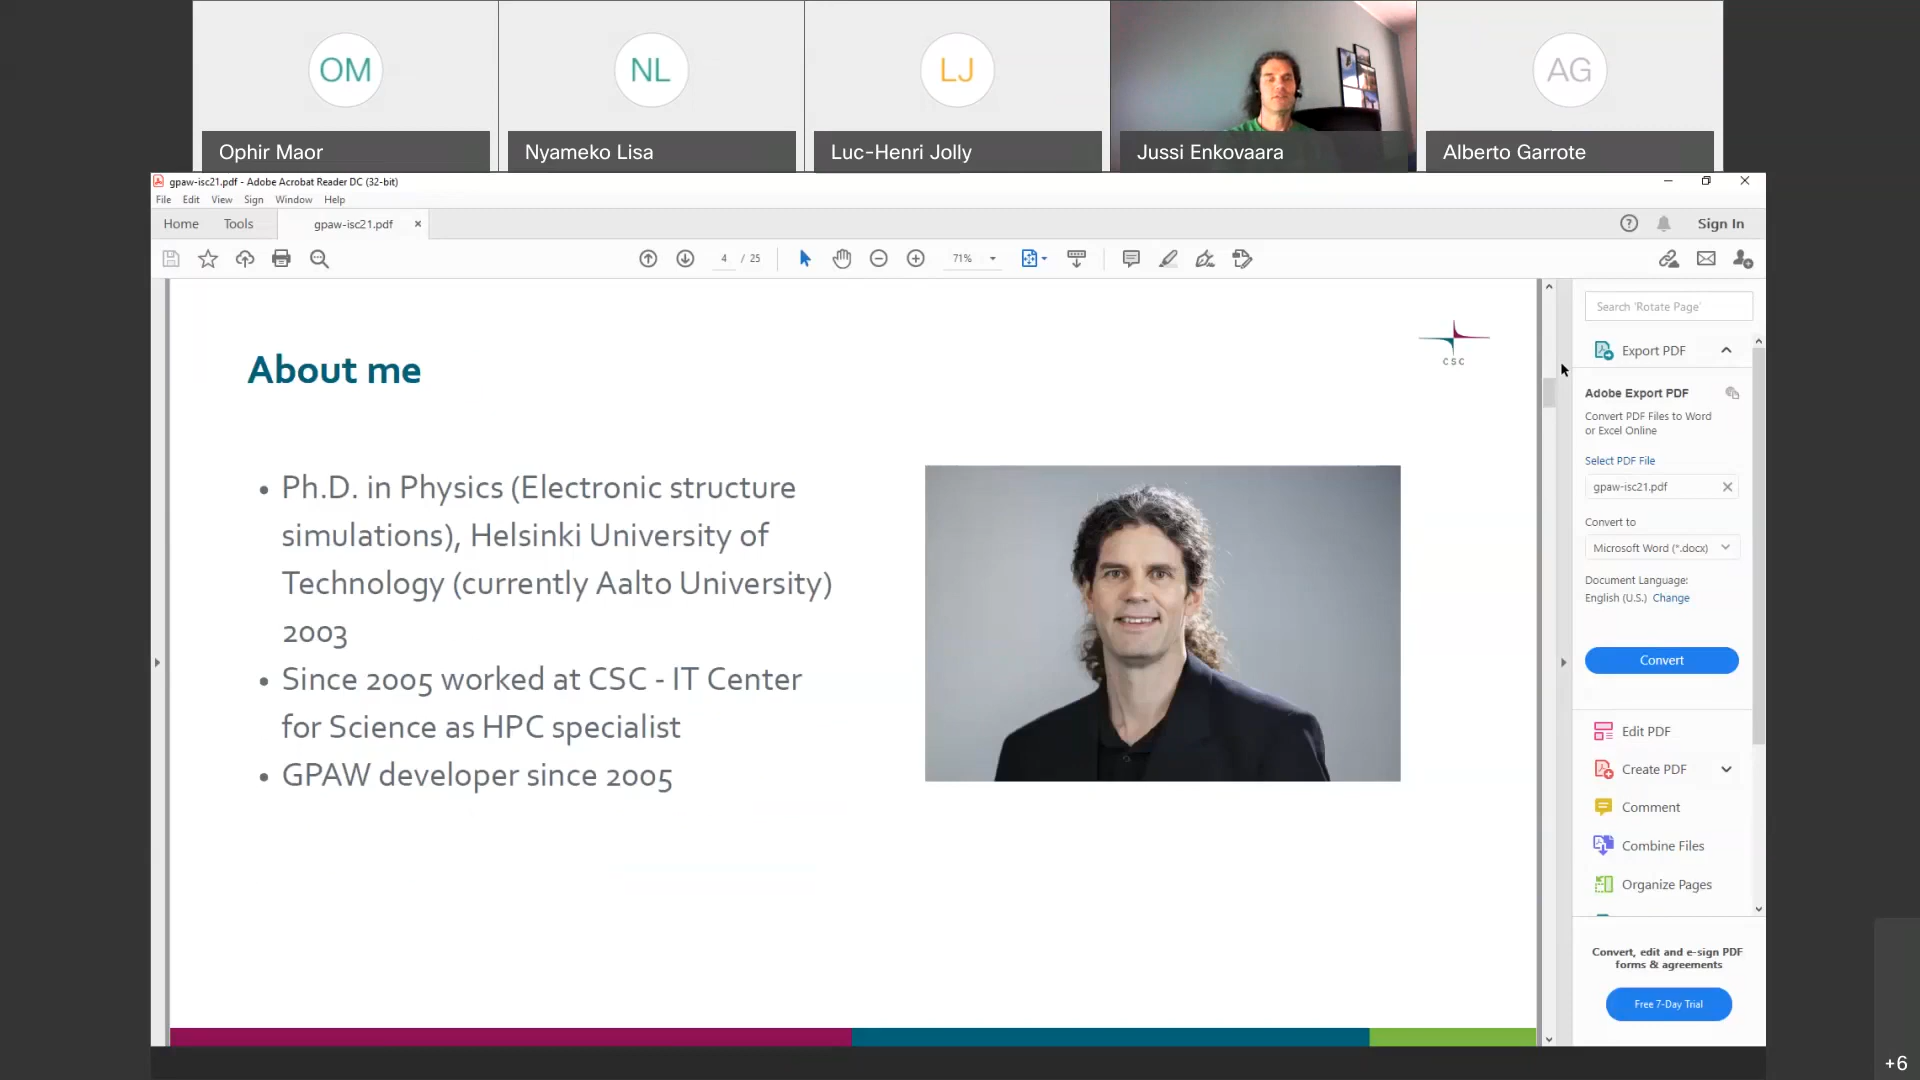 OM
NL
LJ
AG
Ophir Maor
Nyameko Lisa
Luc-Henri Jolly
Jussi Enkovaara
Alberto Garrote
gpaw-isc21.pdf - Adobe Acrobat Reader DC (32-bit)
File Edit View Sign Window Help
Home Tools gpaw-isc21.pdf ×
Sign In
4 / 25
71%
Search 'Rotate Page'
CSC
About me
Ph.D. in Physics (Electronic structure
simulations), Helsinki University of
Technology (currently Aalto University)
2003
• Since 2005 worked at CSC - IT Center
for Science as HPC specialist
• GPAW developer since 2005
Export PDF
Adobe Export PDF
Convert PDF Files to Word
or Excel Online
Select PDF File
gpaw-isc21.pdf
Convert to
Microsoft Word (*.docx)
Document Language:
English (U.S.) Change
Convert
Edit PDF
Create PDF
Comment
Combine Files
Organize Pages
Convert, edit and e-sign PDF
forms & agreements
Free 7-Day Trial
+6